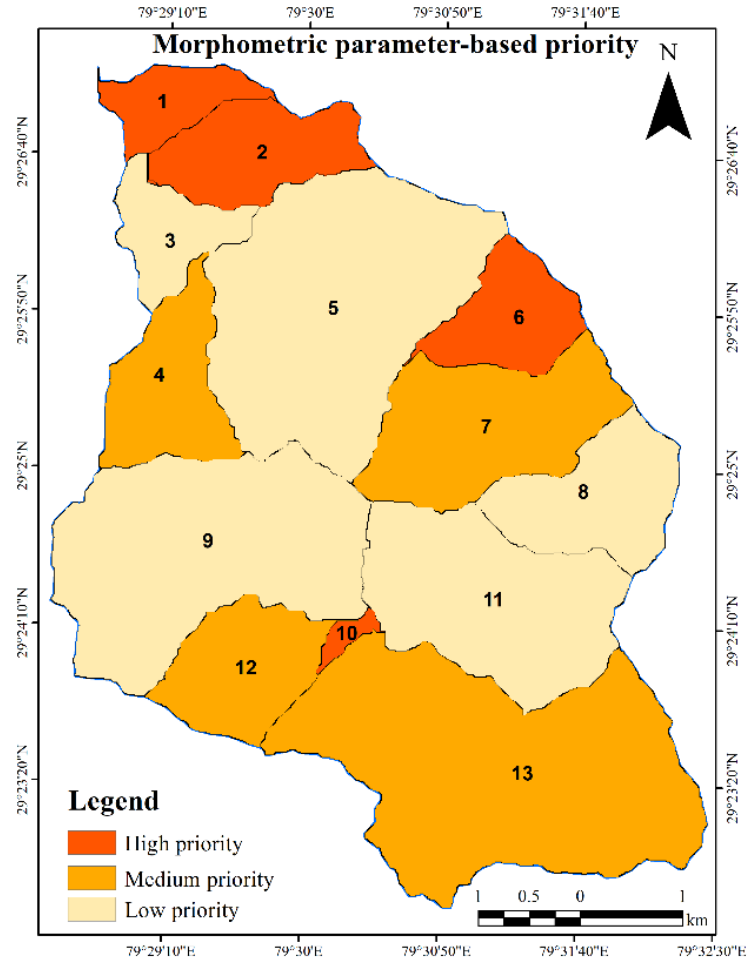 79°29'10"E 79°30'E 79°30'50"E 79°31'40"E
Morphometric parameter-based priority
N
1
29°26'40"N 2 29°26'40"N
3
5
29°25'50"N 6 29°25'50"N
4
7
29°25'N 8 29°25'N
9
11
29°24'10"N 10 29°24'10"N
12
13
29°23'20"N 29°23'20"N
Legend
High priority
Medium priority
Low priority
1 0.5 0 1
km
79°29'10"E 79°30'E 79°30'50"E 79°31'40"E 79°32'30"E